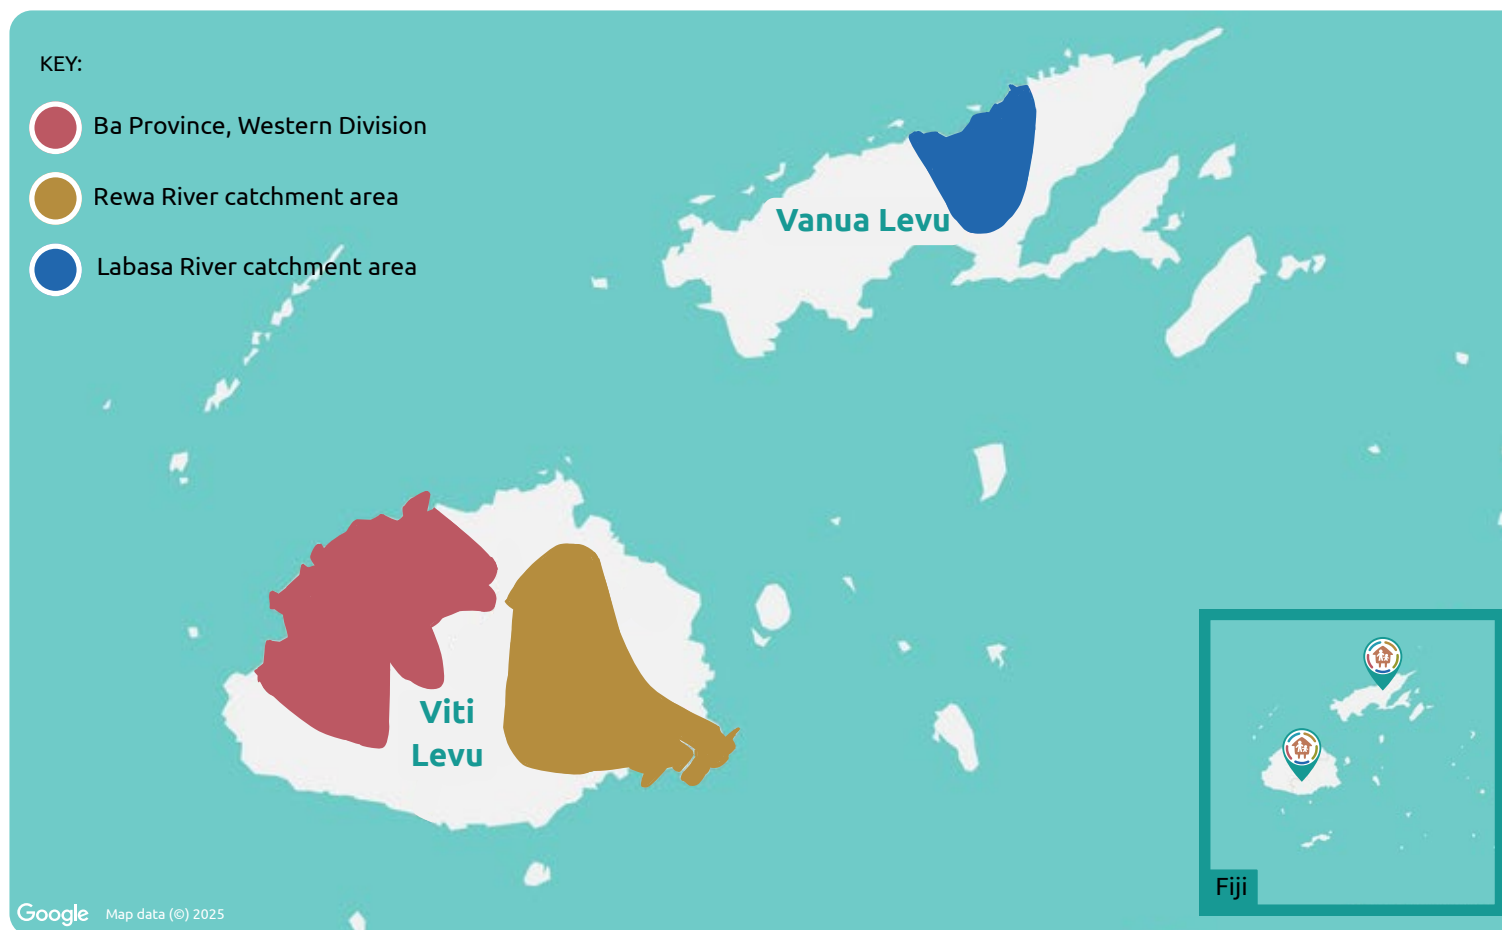 KEY:
Ba Province, Western Division
Rewa River catchment area
Labasa River catchment area
Vanua Levu
Viti
Levu
Fiji
Google Map data (©) 2025